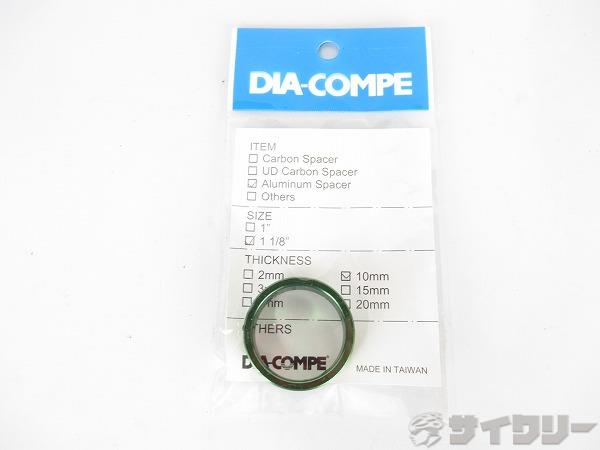 DIA-COMPE
ITEM
Carbon Spacer
UD Carbon Spacer
Aluminum Spacer
Others
SIZE
1"
1 1/8"
THICKNESS
2mm 10mm
15mm
20mm
OTHERS
DIA-COMPE MADE IN TAIWAN
サイクリー